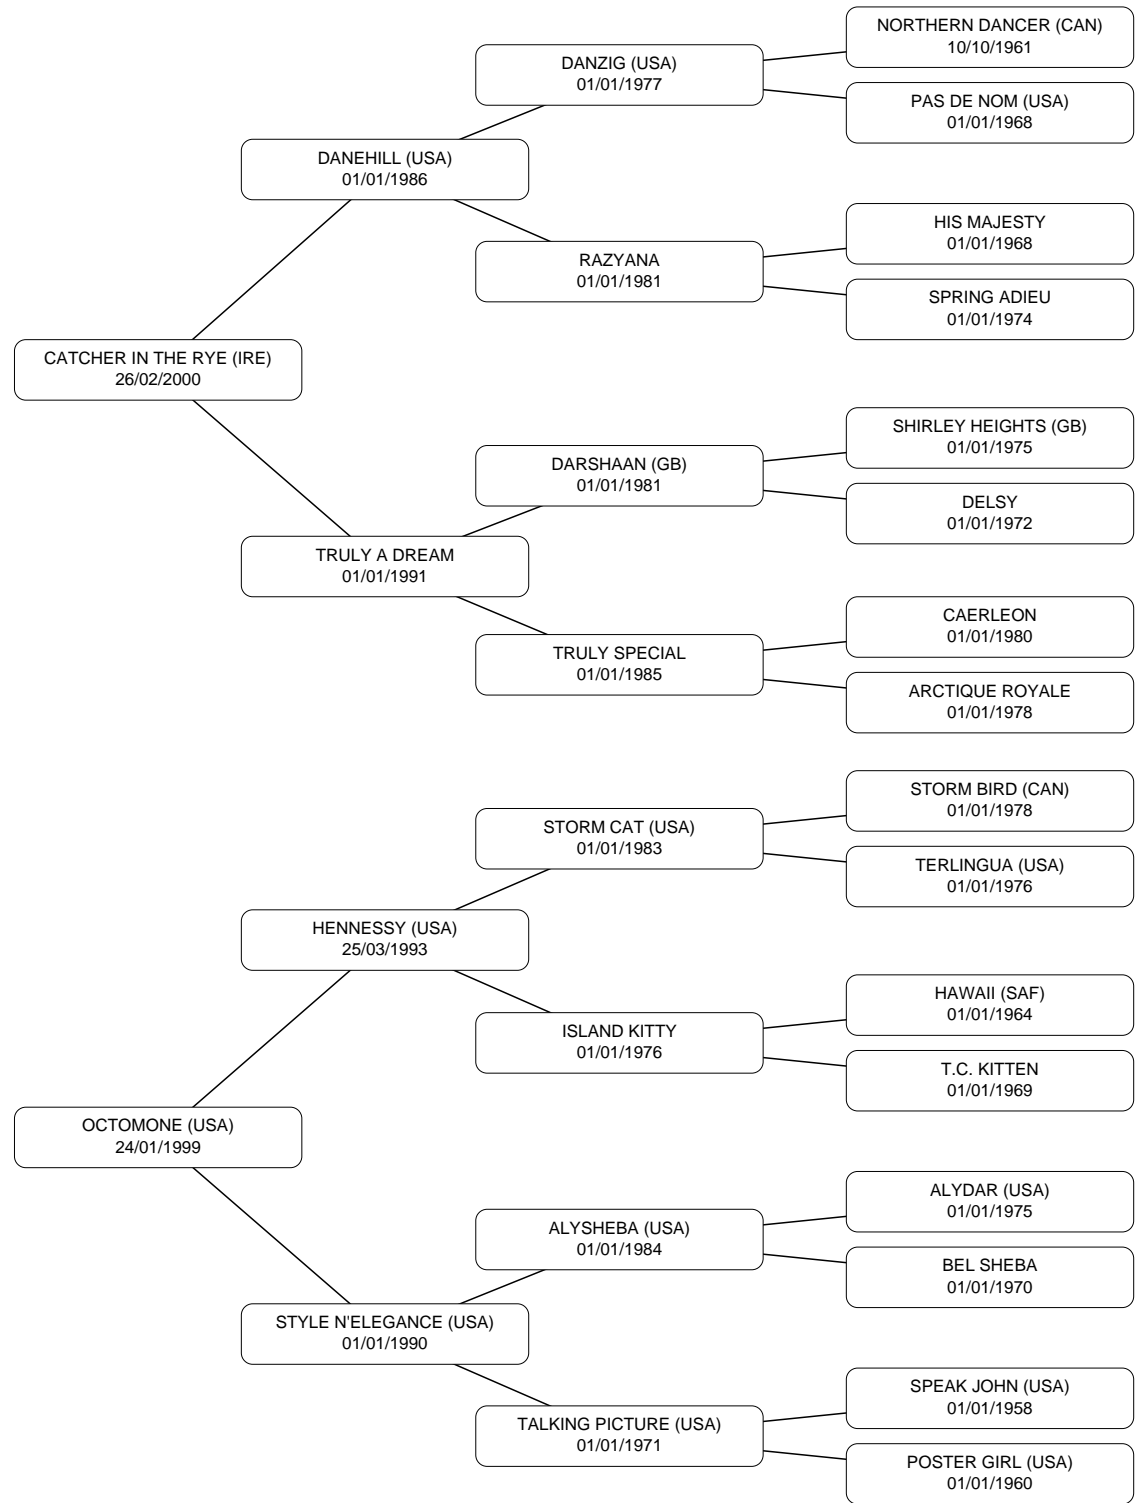 NORTHERN DANCER (CAN)
10/10/1961
DANZIG (USA)
01/01/1977
PAS DE NOM (USA)
01/01/1968
DANEHILL (USA)
01/01/1986
HIS MAJESTY
01/01/1968
RAZYANA
01/01/1981
SPRING ADIEU
01/01/1974
CATCHER IN THE RYE (IRE)
26/02/2000
SHIRLEY HEIGHTS (GB)
01/01/1975
DARSHAAN (GB)
01/01/1981
DELSY
01/01/1972
TRULY A DREAM
01/01/1991
CAERLEON
01/01/1980
TRULY SPECIAL
01/01/1985
ARCTIQUE ROYALE
01/01/1978
STORM BIRD (CAN)
01/01/1978
STORM CAT (USA)
01/01/1983
TERLINGUA (USA)
01/01/1976
HENNESSY (USA)
25/03/1993
HAWAII (SAF)
01/01/1964
ISLAND KITTY
01/01/1976
T.C. KITTEN
01/01/1969
OCTOMONE (USA)
24/01/1999
ALYDAR (USA)
01/01/1975
ALYSHEBA (USA)
01/01/1984
BEL SHEBA
01/01/1970
STYLE N'ELEGANCE (USA)
01/01/1990
SPEAK JOHN (USA)
01/01/1958
TALKING PICTURE (USA)
01/01/1971
POSTER GIRL (USA)
01/01/1960